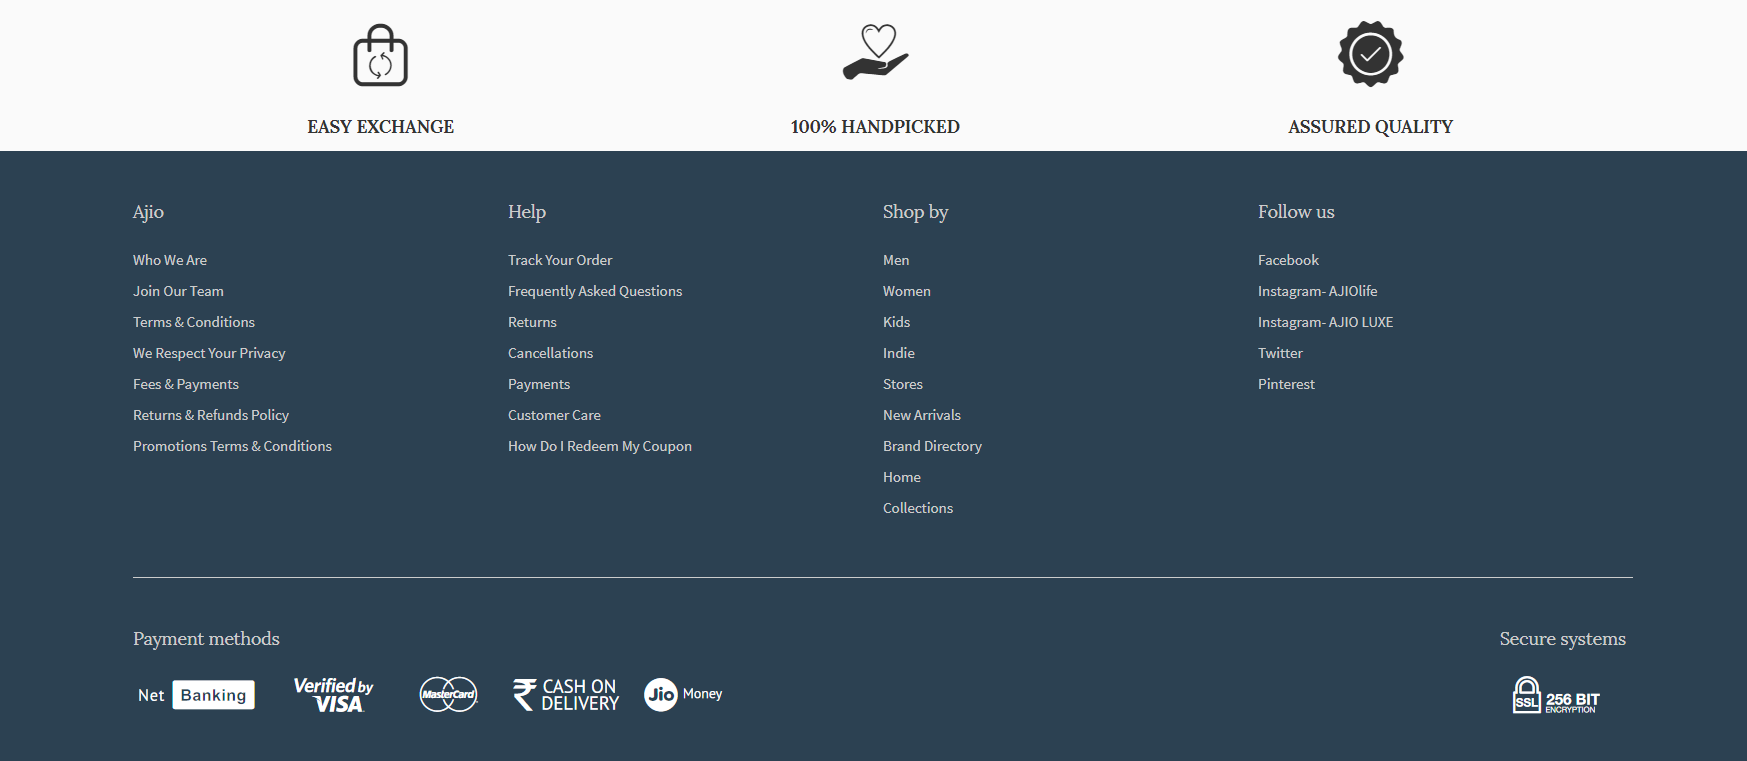 EASY EXCHANGE
100% HANDPICKED
ASSURED QUALITY
Ajio
Who We Are
Join Our Team
Terms & Conditions
We Respect Your Privacy
Fees & Payments
Returns & Refunds Policy
Promotions Terms & Conditions
Help
Track Your Order
Frequently Asked Questions
Returns
Cancellations
Payments
Customer Care
How Do I Redeem My Coupon
Shop by
Men
Women
Kids
Indie
Stores
New Arrivals
Brand Directory
Home
Collections
Follow us
Facebook
Instagram- AJIOlife
Instagram- AJIO LUXE
Twitter
Pinterest
Payment methods
Net Banking
Verified by
VISA
MasterCard
₹ CASH ON
DELIVERY
Jio Money
Secure systems
SSL 256 BIT
ENCRYPTION